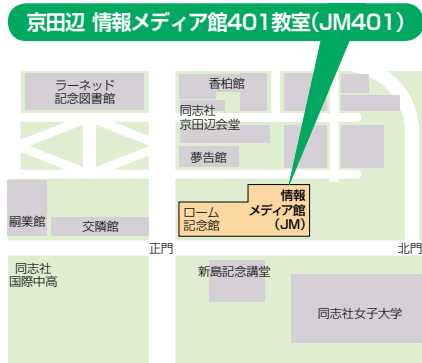 京田辺 情報メディア館401教室(JM401)
ラーネッド
記念図書館
香柏館
同志社
京田辺会堂
夢告館
嗣業館
交隣館
ローム
記念館
情報
メディア館
(JM)
正門
北門
同志社
国際中高
新島記念講堂
同志社女子大学